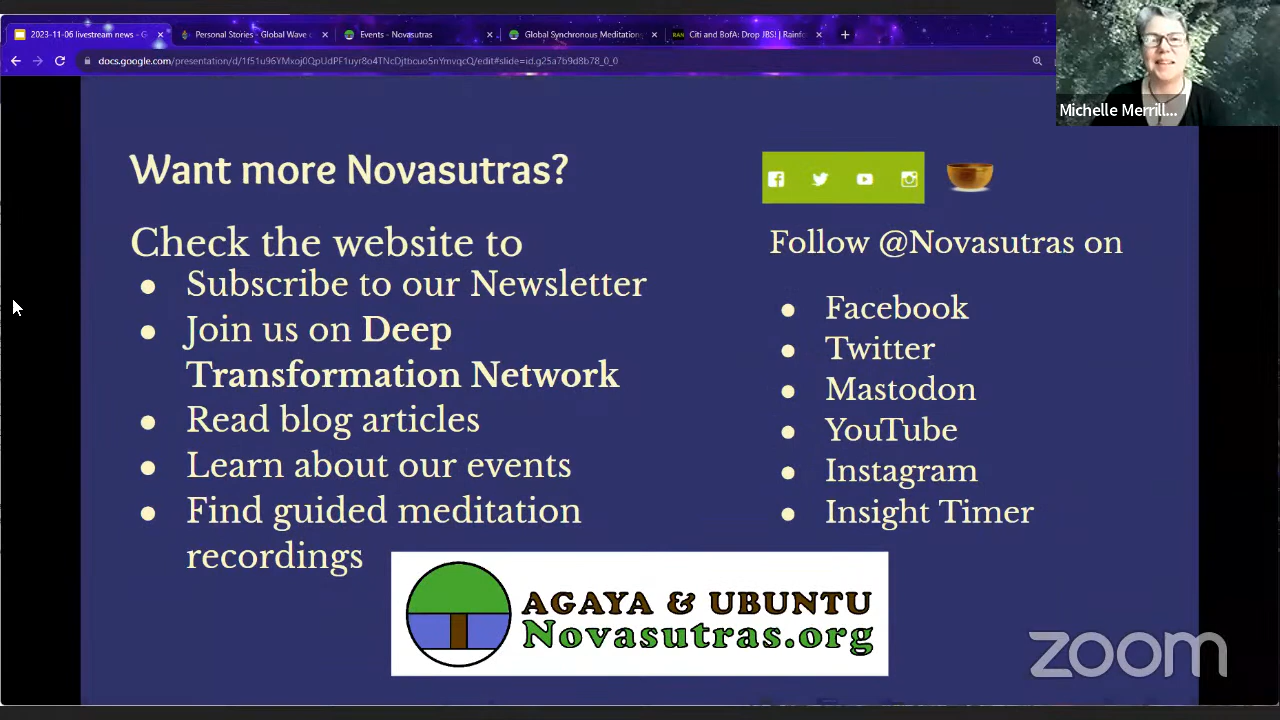 2023-11-06 livestream news - G
Personal Stories - Global Wave o
Events - Novasutras
Global Synchronous Meditation
RAN
Citi and BofA: Drop JBS! | Rainfo
docs.google.com/presentation/d/1f51u96YMxoj0QpUdPF1uyr8o4TNcDjtbcuo5nYmvqcQ/edit#slide=id.g25a7b9d8b78_0_0
Michelle Merrill...
Want more Novasutras?
Check the website to
● Subscribe to our Newsletter
● Join us on Deep
Transformation Network
● Read blog articles
● Learn about our events
● Find guided meditation
recordings
Follow @Novasutras on
● Facebook
● Twitter
● Mastodon
● YouTube
● Instagram
● Insight Timer
AGAYA & UBUNTU
Novasutras.org
zoom